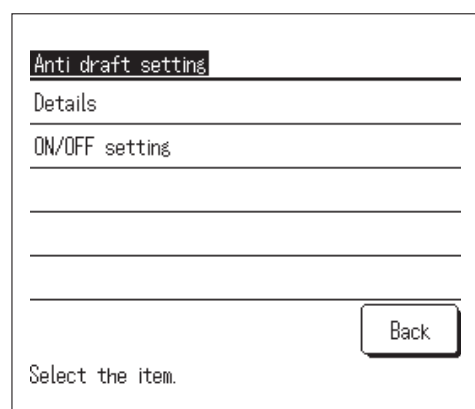 Anti draft setting
Details
ON/OFF setting
Back
Select the item.